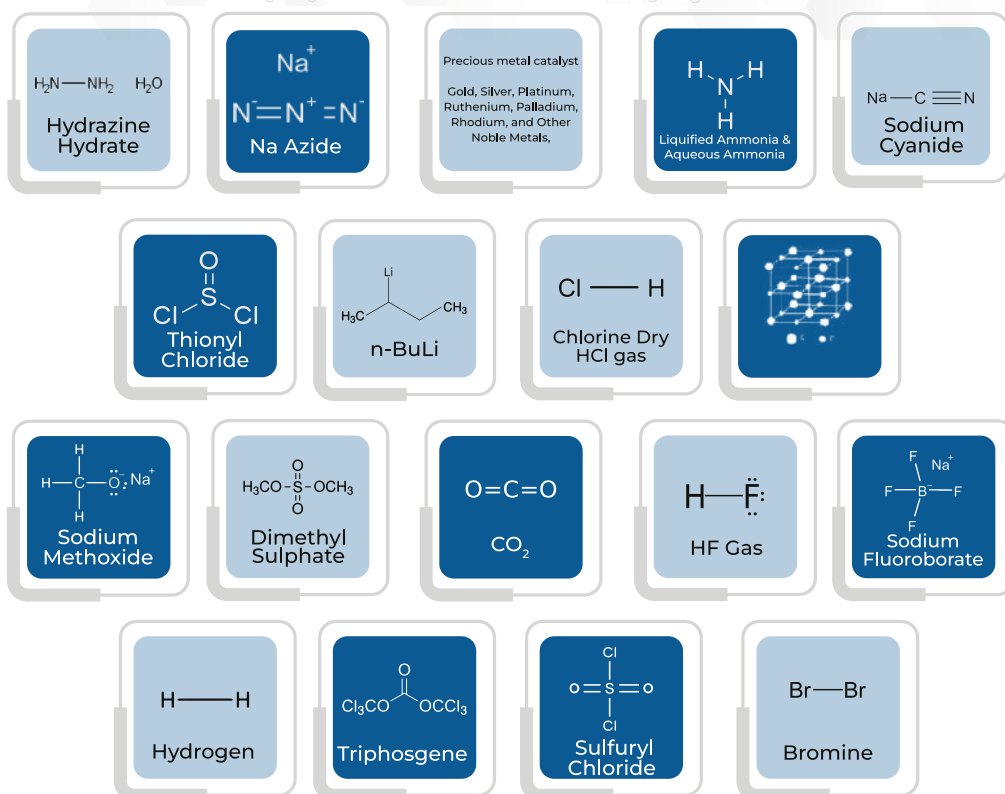 H₂N—NH₂ H₂O
Hydrazine
Hydrate
Na⁺
N⁻=N⁺=N⁻
Na Azide
Precious metal catalyst
Gold, Silver, Platinum,
Ruthenium, Palladium,
Rhodium, and Other
Noble Metals,
H N H
H
Liquified Ammonia &
Aqueous Ammonia
Na—C≡N
Sodium
Cyanide
O
S
Cl Cl
Thionyl
Chloride
Li
H₃C CH₃
n-BuLi
Cl—H
Chlorine Dry
HCl gas
H
H—C—O⁻ Na⁺
H
Sodium
Methoxide
O
H₃CO—S—OCH₃
O
Dimethyl
Sulphate
O=C=O
CO₂
H—F
HF Gas
F Na⁺
F—B⁻—F
F
Sodium
Fluoroborate
H—H
Hydrogen
O
Cl₃CO OCCl₃
Triphosgene
Cl
O=S=O
Cl
Sulfuryl
Chloride
Br—Br
Bromine